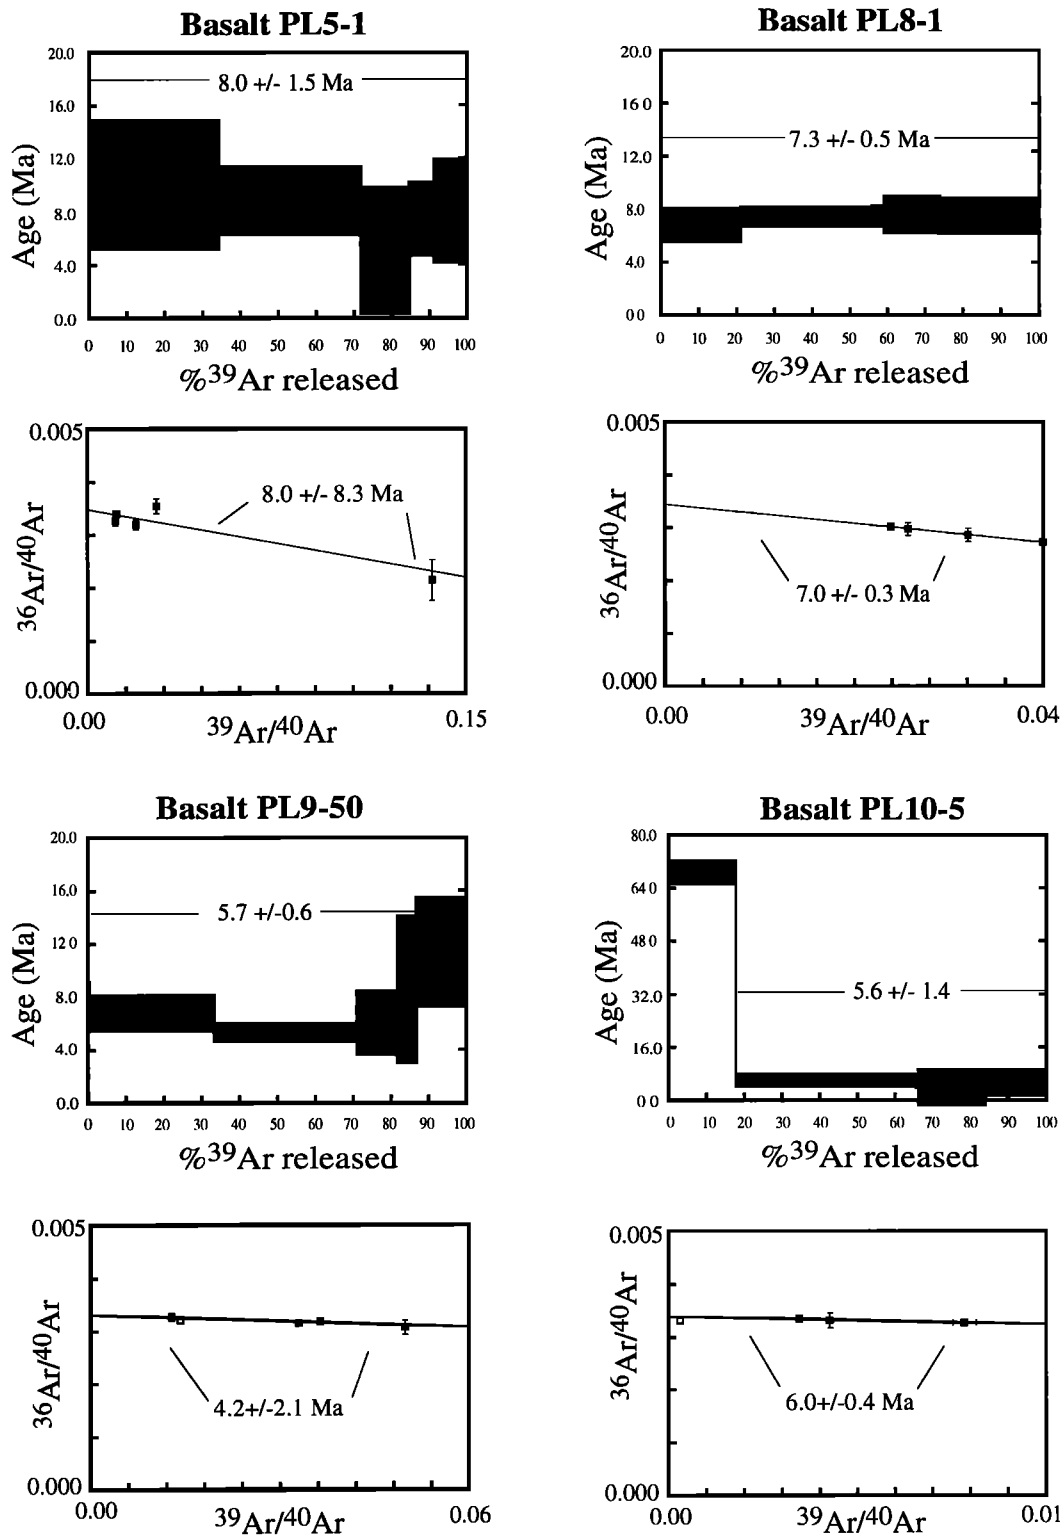 Basalt PL5-1
20.0
16.0
12.0
8.0
4.0
0.0
Age (Ma)
8.0 +/- 1.5 Ma
0 10 20 30 40 50 60 70 80 90 100
%39Ar released
Basalt PL8-1
20.0
16 0
12.0
8.0
4.0
0 0
Age (Ma)
7.3 +/- 0.5 Ma
0 10 20 30 40 50 60 70 80 90 100
%39Ar released
0.005
0.000
36Ar/40Ar
8.0 +/- 8.3 Ma
0.00 0.15
39Ar/40Ar
0.005
0.000
36Ar/40Ar
7.0 +/- 0.3 Ma
0.00 0.04
39Ar/40Ar
Basalt PL9-50
20.0
16.0
12 0
8.0
4.0
0.0
Age (Ma)
5.7 +/-0.6
0 10 20 30 40 50 60 70 80 90 100
%39Ar released
Basalt PL10-5
80.0
64 0
48 0
32.0
16.0
0 0
Age (Ma)
5.6 +/- 1.4
0 10 20 30 40 50 60 70 80 90 100
%39Ar released
0.005
0.000
36Ar/40Ar
4.2+/-2.1 Ma
0.00 0.06
39Ar/40Ar
0.005
0.000
36Ar/40Ar
6.0+/-0.4 Ma
0.00 0.01
39Ar/40Ar